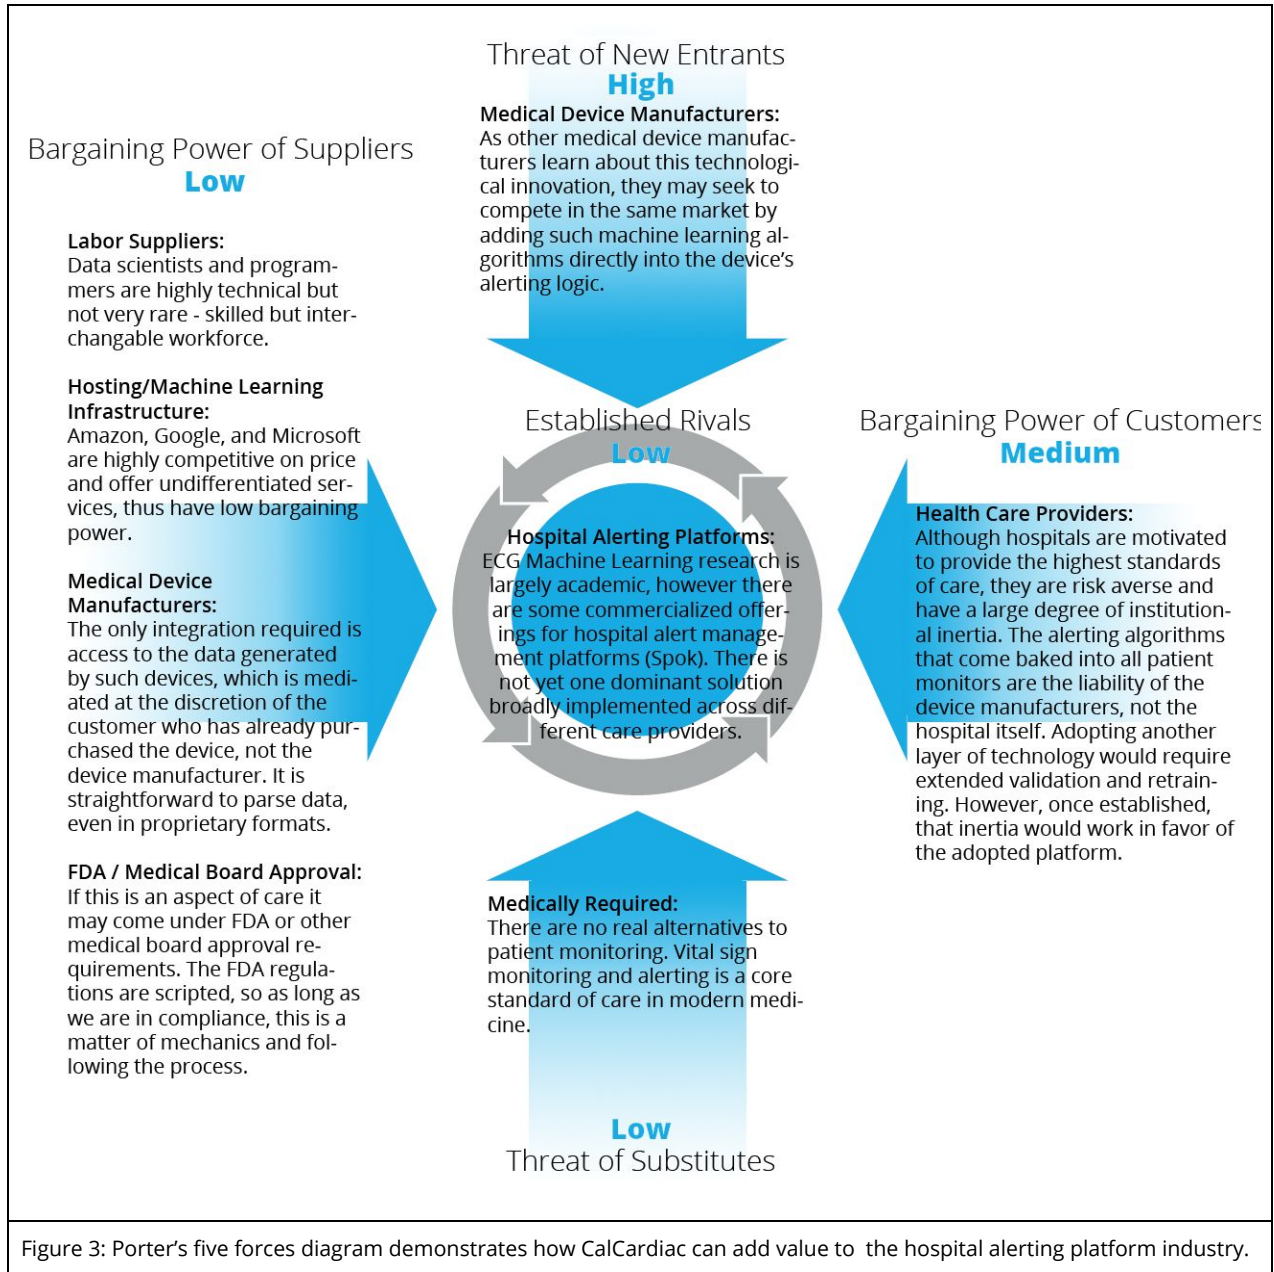 Threat of New Entrants
High
Medical Device Manufacturers:
As other medical device manufac-
turers learn about this technologi-
cal innovation, they may seek to
compete in the same market by
adding such machine learning al-
gorithms directly into the device's
alerting logic.
Bargaining Power of Suppliers
Low
Labor Suppliers:
Data scientists and program-
mers are highly technical but
not very rare - skilled but inter-
changable workforce.
Hosting/Machine Learning
Infrastructure:
Amazon, Google, and Microsoft
are highly competitive on price
and offer undifferentiated ser-
vices, thus have low bargaining
power.
Medical Device
Manufacturers:
The only integration required is
access to the data generated
by such devices, which is medi-
ated at the discretion of the
customer who has already pur-
chased the device, not the
device manufacturer. It is
straightforward to parse data,
even in proprietary formats.
FDA / Medical Board Approval:
If this is an aspect of care it
may come under FDA or other
medical board approval re-
quirements. The FDA regula-
tions are scripted, so as long as
we are in compliance, this is a
matter of mechanics and fol-
lowing the process.
Established Rivals
Low
Hospital Alerting Platforms:
ECG Machine Learning research is
largely academic, however there
are some commercialized offer-
ings for hospital alert manage-
ment platforms (Spok). There is
not yet one dominant solution
broadly implemented across dif-
ferent care providers.
Bargaining Power of Customers
Medium
Health Care Providers:
Although hospitals are motivated
to provide the highest standards
of care, they are risk averse and
have a large degree of institution-
al inertia. The alerting algorithms
that come baked into all patient
monitors are the liability of the
device manufacturers, not the
hospital itself. Adopting another
layer of technology would require
extended validation and retrain-
ing. However, once established,
that inertia would work in favor of
the adopted platform.
Medically Required:
There are no real alternatives to
patient monitoring. Vital sign
monitoring and alerting is a core
standard of care in modern medi-
cine.
Low
Threat of Substitutes
Figure 3: Porter's five forces diagram demonstrates how CalCardiac can add value to the hospital alerting platform industry.